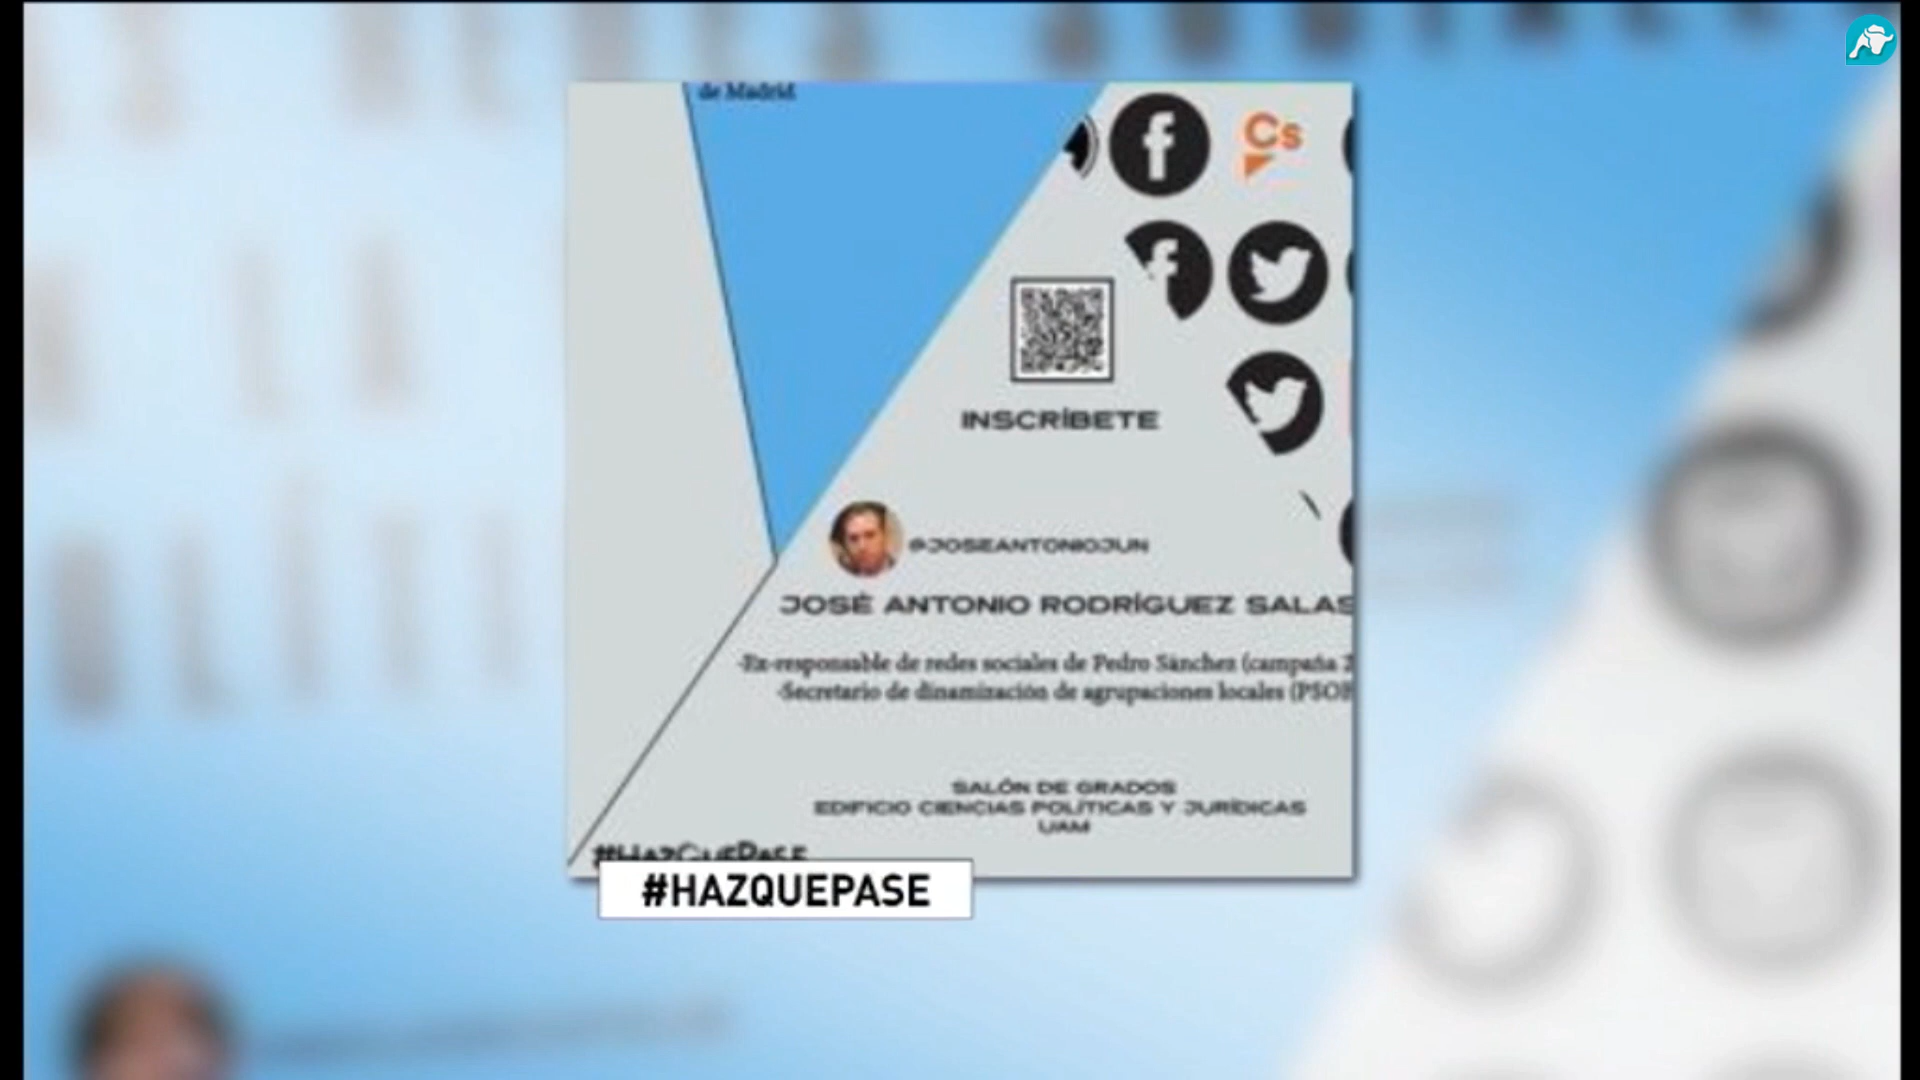 de Madrid
Cs
INSCRÍBETE
@JOSEANTONIOJUN
JOSÉ ANTONIO RODRÍGUEZ SALAS
-Ex-responsable de redes sociales de Pedro Sánchez (campaña 2
-Secretario de dinamización de agrupaciones locales (PSOE
SALÓN DE GRADOS
EDIFICIO CIENCIAS POLÍTICAS Y JURÍDICAS
UAM
#HazQuePase
#HAZQUEPASE